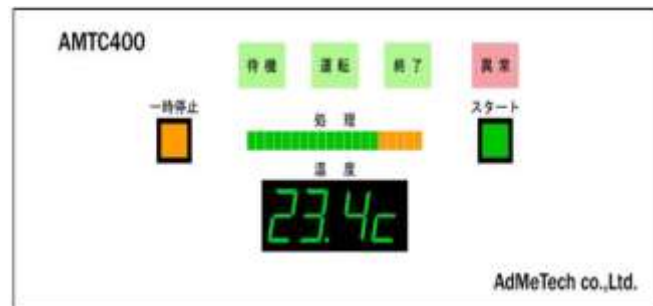 AMTC400
待機 運転 終了 異常
一時停止 処理 スタート
温度
23.4c
AdMeTech co.,Ltd.